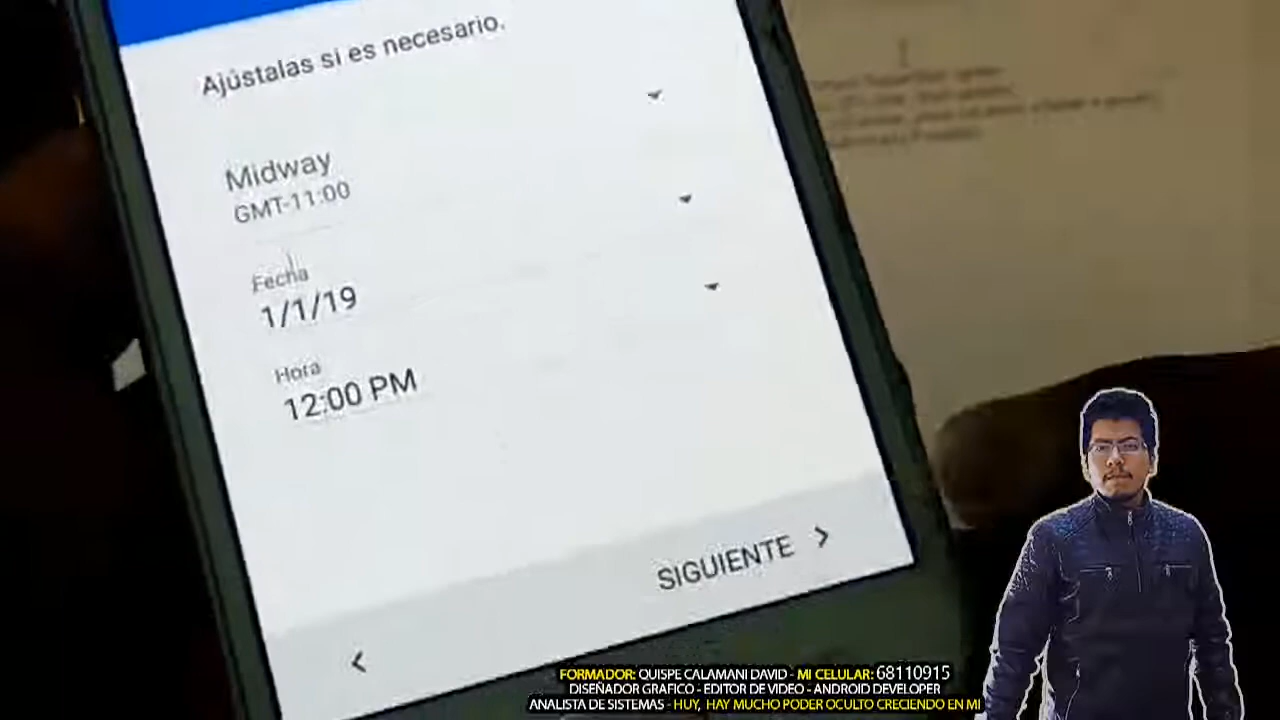 Ajústalas si es necesario.
Midway
GMT-11:00
Fecha
1/1/19
Hora
12:00 PM
SIGUIENTE
FORMADOR: QUISPE CALAMANI DAVID - MI CELULAR: 68110915
DISEÑADOR GRAFICO - EDITOR DE VIDEO - ANDROID DEVELOPER
ANALISTA DE SISTEMAS - HUY, HAY MUCHO PODER OCULTO CRECIENDO EN MI